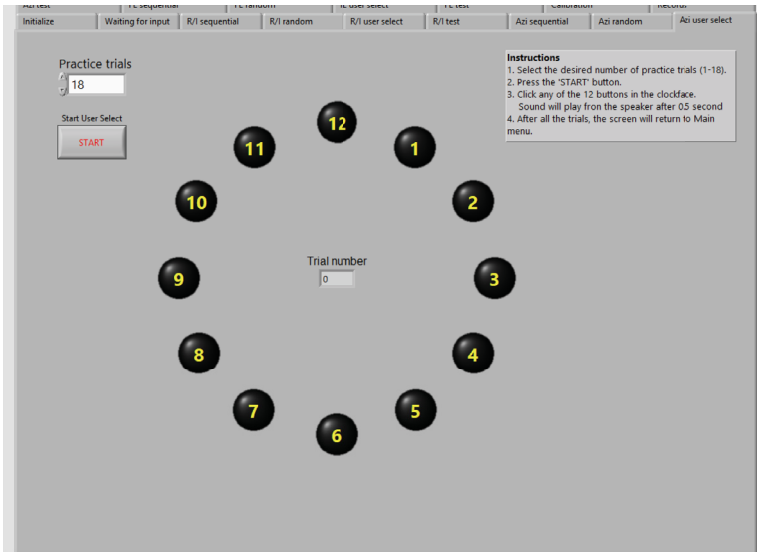 Azi test FE sequential FE random IE user select FE test Calibration Record!
Initialize Waiting for input R/I sequential R/I random R/I user select R/I test Azi sequential Azi random Azi user select
Practice trials
18
Start User Select
START
Instructions
1. Select the desired number of practice trals (1-18).
2. Press the 'START' button.
3. Click any of the 12 buttons in the clockface.
Sound will play fron the speaker after 05 second
4. After all the trials, the screen will return to Main
menu.
12
11 1
10 2
Trial number
0
9 3
8 4
7 5
6